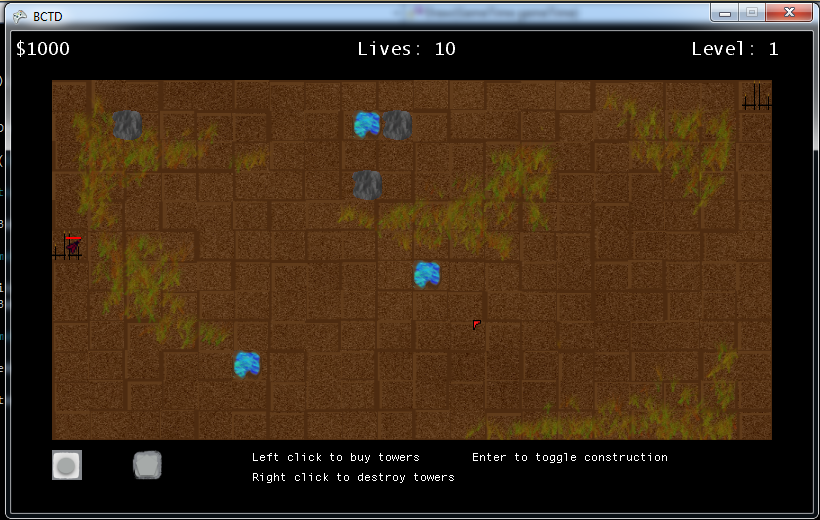 BCTD
$1000 Lives: 10 Level: 1
Left click to buy towers Enter to toggle construction
Right click to destroy towers